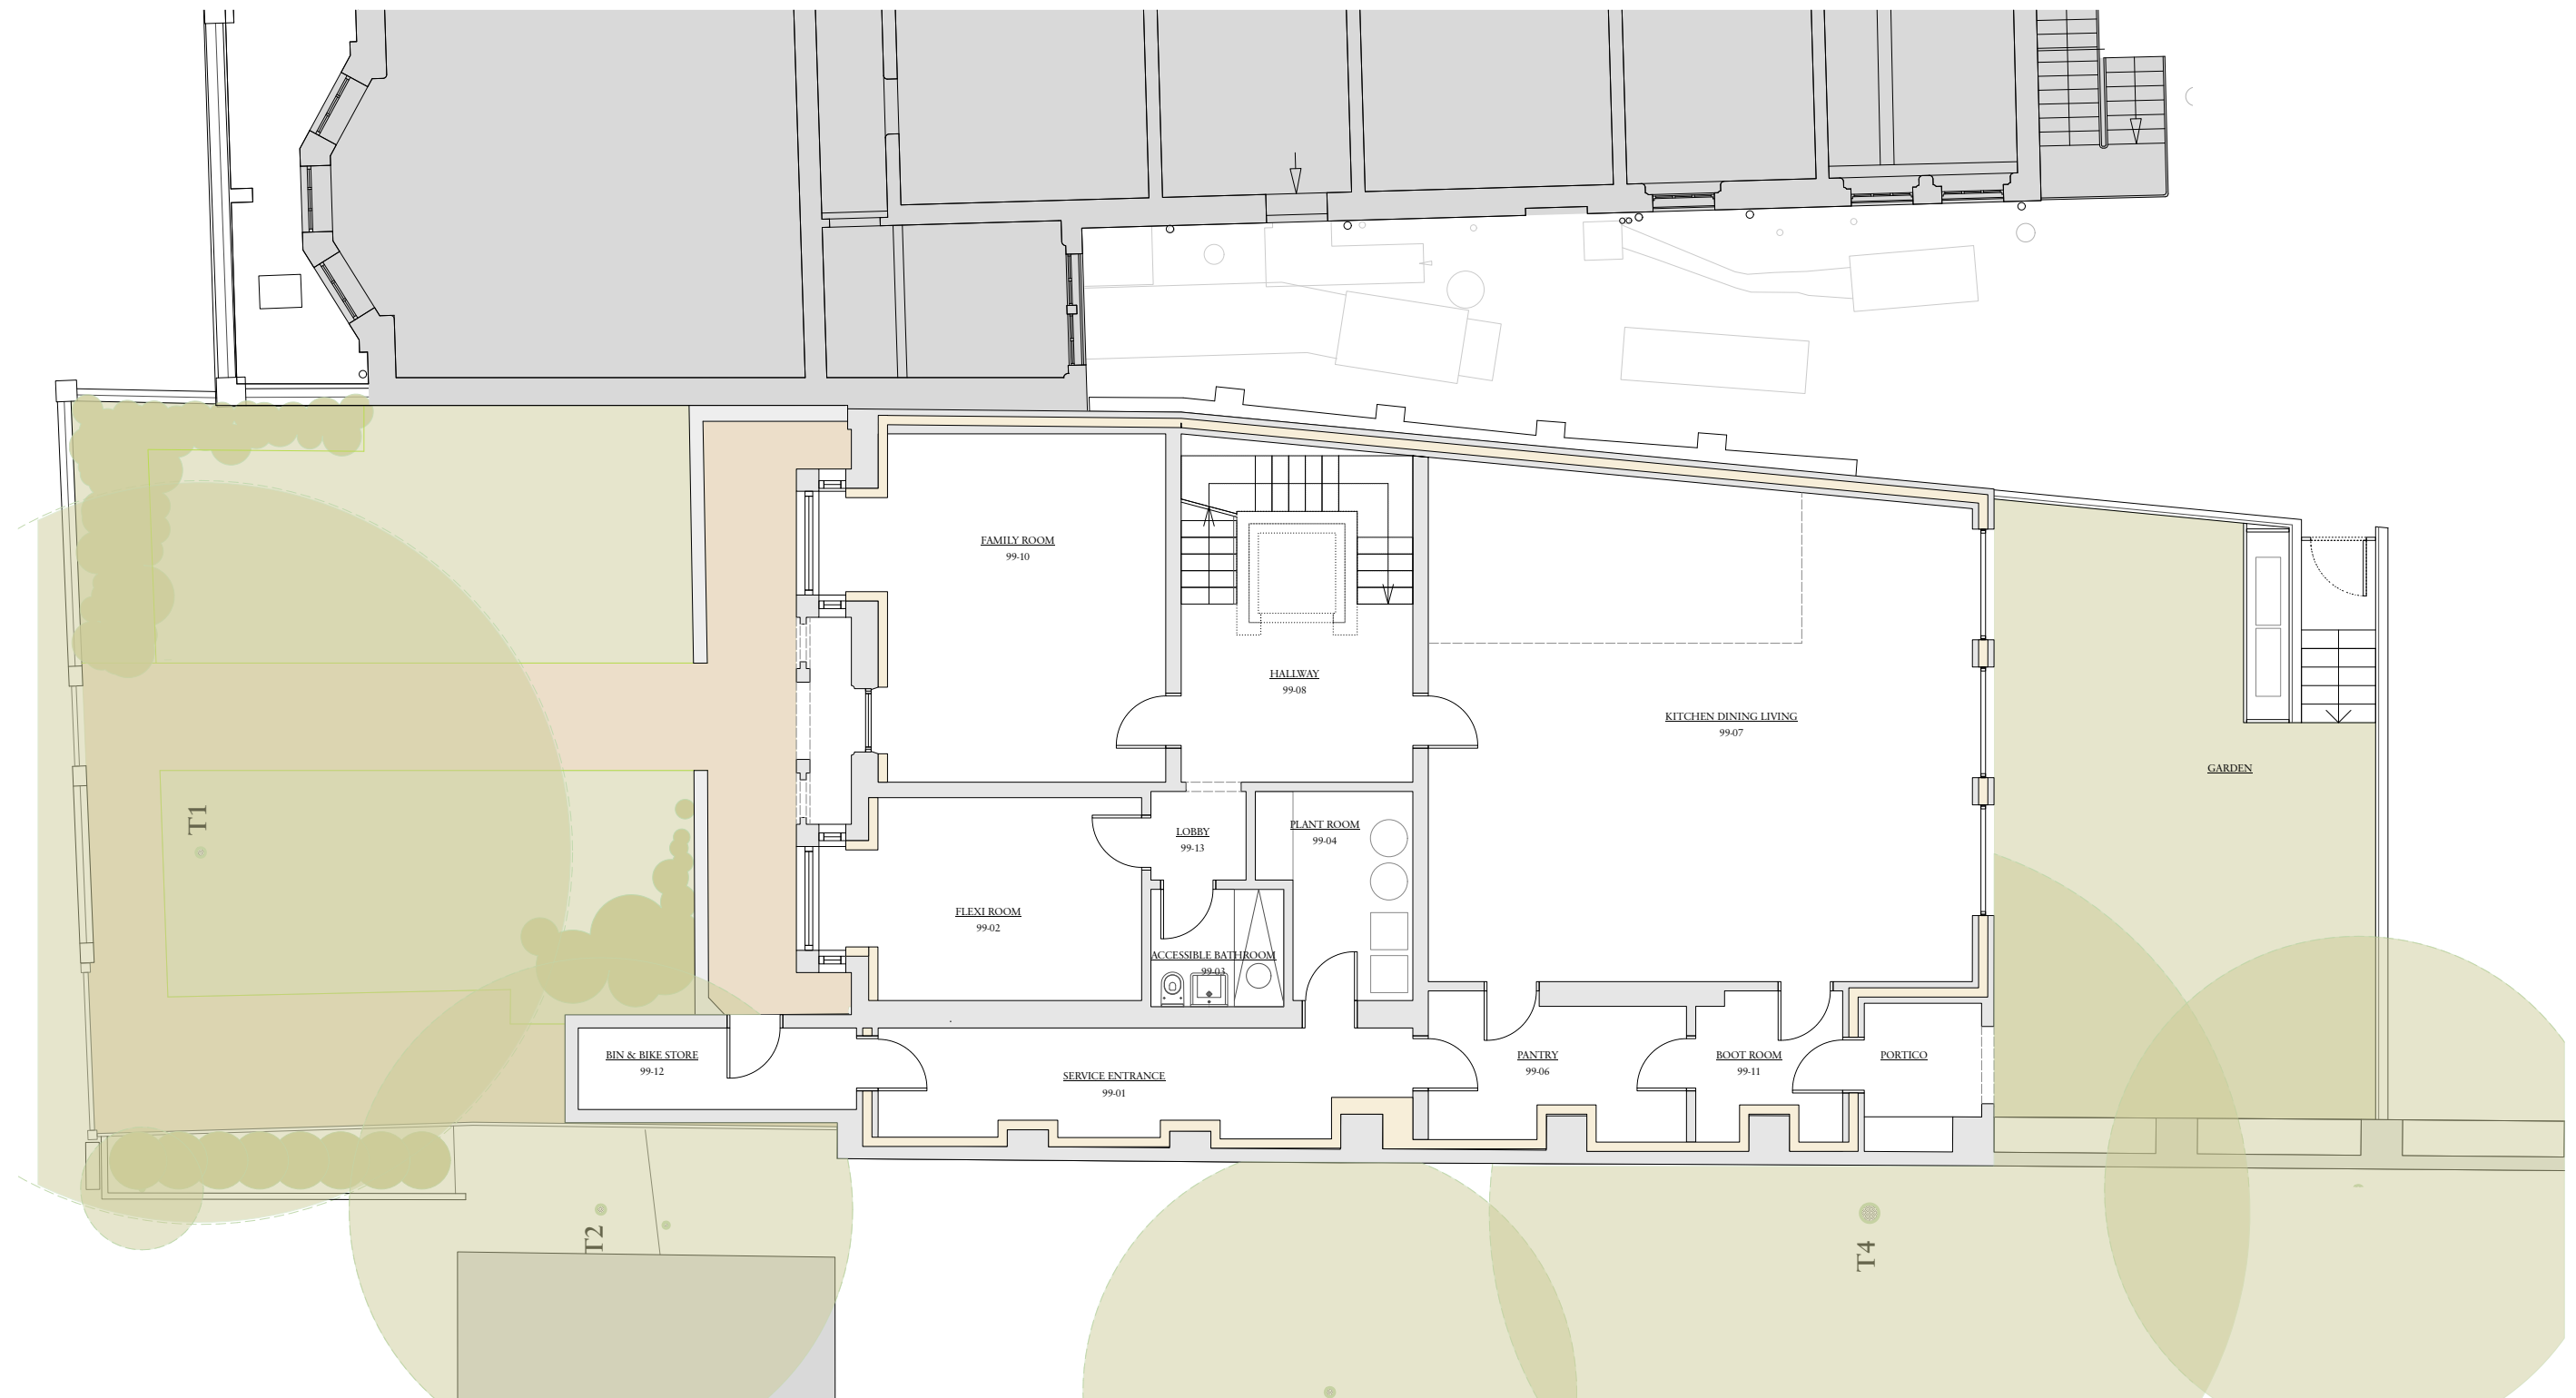 FAMILY ROOM
99-10
HALLWAY
99-08
KITCHEN DINING LIVING
99-07
GARDEN
T1
LOBBY
99-13
PLANT ROOM
99-04
FLEXI ROOM
99-02
ACCESSIBLE BATHROOM
99-03
BIN & BIKE STORE
99-12
SERVICE ENTRANCE
99-01
PANTRY
99-06
BOOT ROOM
99-11
PORTICO
T2
T4